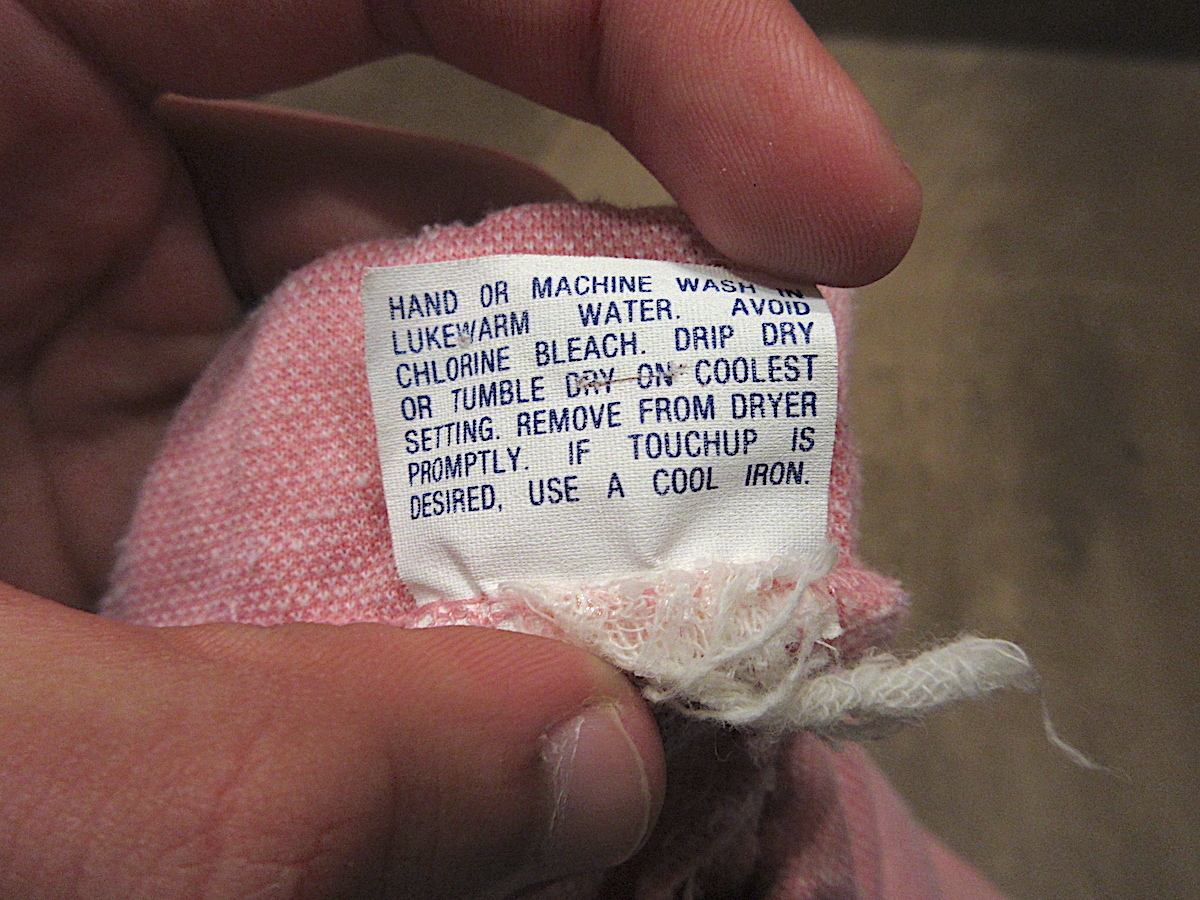 HAND OR MACHINE WASH IN
LUKEWARM WATER. AVOID
CHLORINE BLEACH. DRIP DRY
OR TUMBLE DRY ON COOLEST
SETTING. REMOVE FROM DRYER
PROMPTLY. IF TOUCHUP IS
DESIRED, USE A COOL IRON.